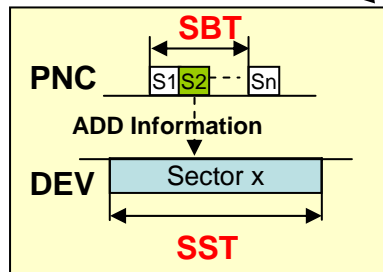 SBT
PNC S1 S2 Sn
ADD Information
DEV Sector x
SST